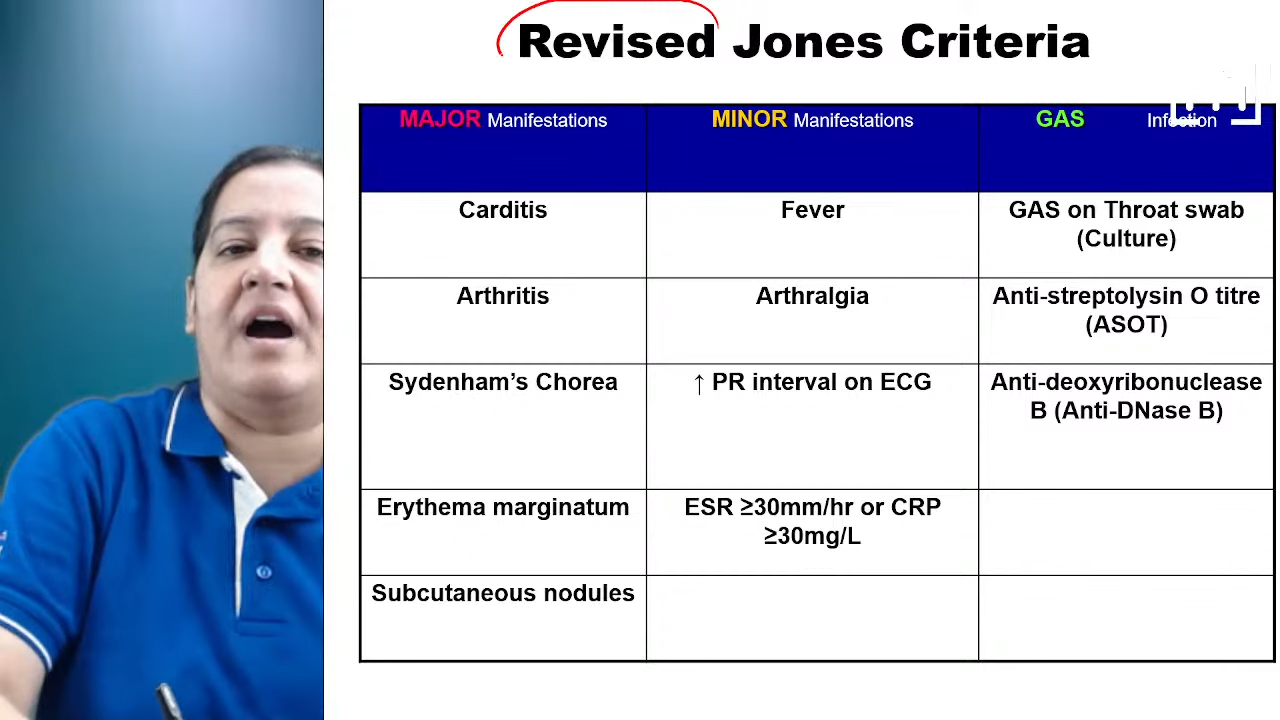 Revised Jones Criteria
MAJOR Manifestations
MINOR Manifestations
GAS Infection
Carditis
Fever
GAS on Throat swab
(Culture)
Arthritis
Arthralgia
Anti-streptolysin O titre
(ASOT)
Sydenham's Chorea
↑ PR interval on ECG
Anti-deoxyribonuclease
B (Anti-DNase B)
Erythema marginatum
ESR ≥30mm/hr or CRP
≥30mg/L
Subcutaneous nodules